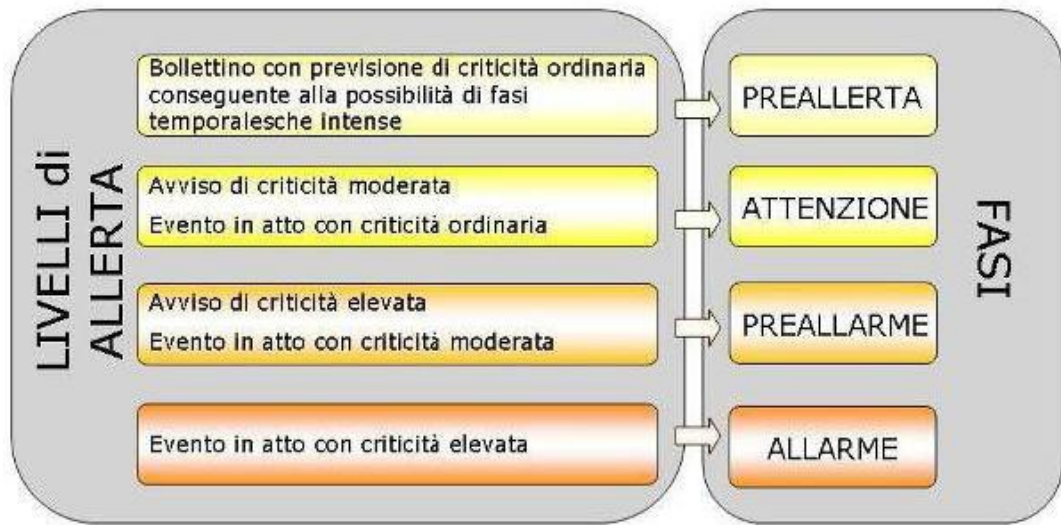 LIVELLI di
ALLERTA
Bollettino con previsione di criticità ordinaria
conseguente alla possibilità di fasi
temporalesche intense
PREALLERTA
Avviso di criticità moderata
Evento in atto con criticità ordinaria
ATTENZIONE
Avviso di criticità elevata
Evento in atto con criticità moderata
PREALLARME
Evento in atto con criticità elevata
ALLARME
FASI